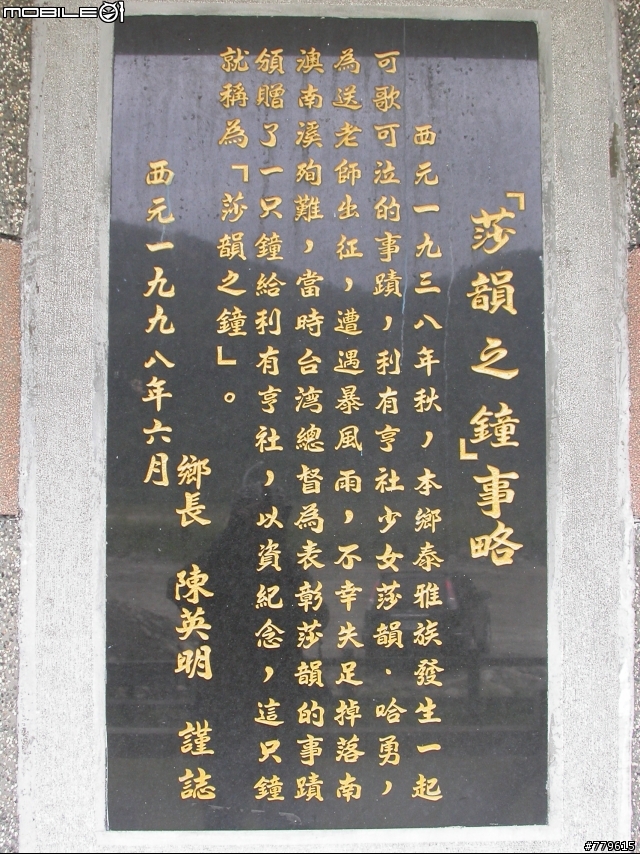 「莎韻之鐘」事略
西元一九三八年秋，本鄉泰雅族發生一起
可歌可泣的事蹟，利有亨社少女莎韻．哈勇，
為送老師出征，遭遇暴風雨，不幸失足掉落南
澳南溪殉難，當時台湾總督為表彰莎韻的事蹟
頒贈了一只鐘給利有亨社，以資紀念，這只鐘
就稱為「莎韻之鐘」。
鄉長 陳英明 謹誌
西元一九九八年六月
MOBILE01
#779615